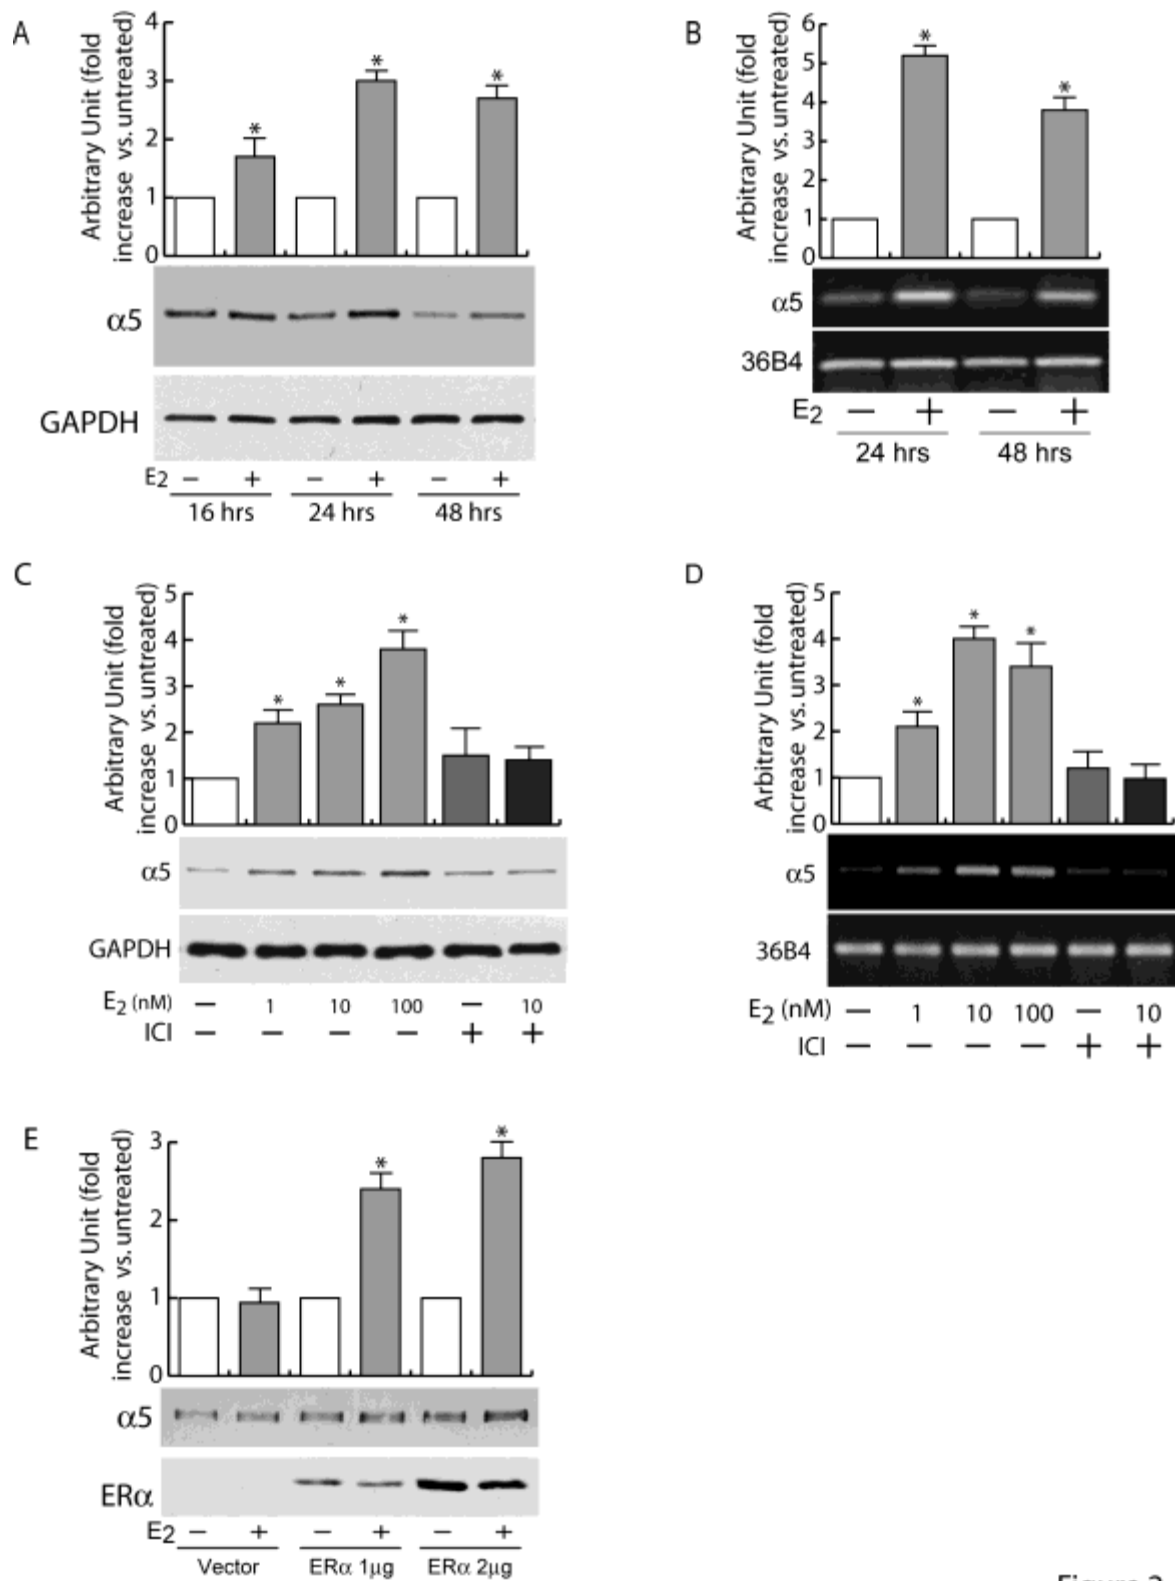 A
Arbitrary Unit (fold
increase vs. untreated)
4
3
2
1
0
* * *
α5
GAPDH
E2 – + – + – +
16 hrs 24 hrs 48 hrs
B
Arbitrary Unit (fold
increase vs. untreated)
6
5
4
3
2
1
0
* *
α5
36B4
E2 – + – +
24 hrs 48 hrs
C
Arbitrary Unit (fold
increase vs. untreated)
5
4
3
2
1
0
* * *
α5
GAPDH
E2 (nM) – 1 10 100 – 10
ICI – – – – + +
D
Arbitrary Unit (fold
increase vs. untreated)
5
4
3
2
1
0
* * *
α5
36B4
E2 (nM) – 1 10 100 – 10
ICI – – – – + +
E
Arbitrary Unit (fold
increase vs. untreated)
3
2
1
0
* *
α5
ERα
E2 – + – + – +
Vector ERα 1μg ERα 2μg